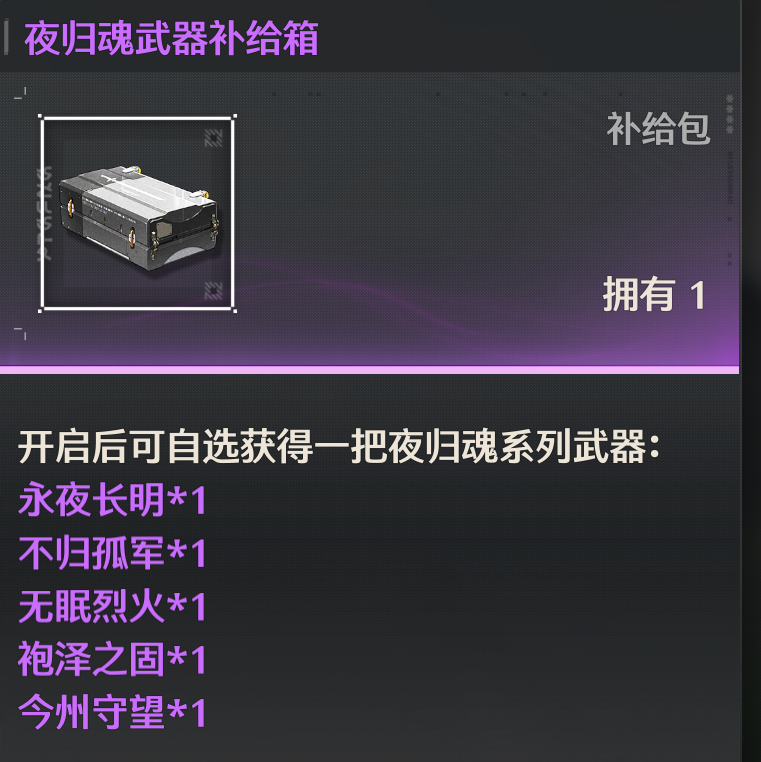 夜归魂武器补给箱
补给包
拥有 1
开启后可自选获得一把夜归魂系列武器：
永夜长明*1
不归孤军*1
无眠烈火*1
袍泽之固*1
今州守望*1